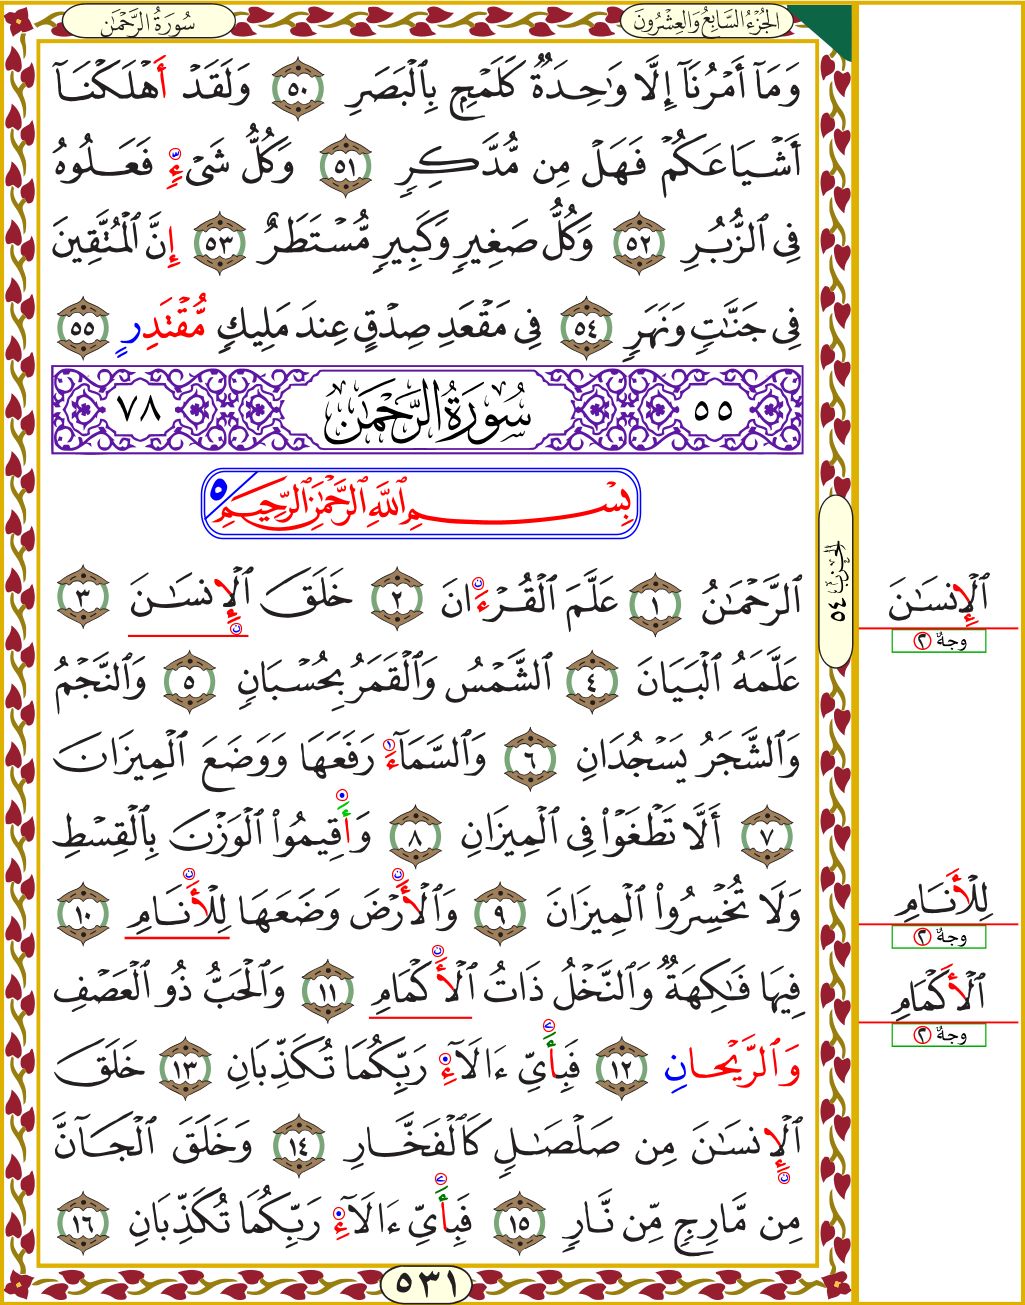 سُورَةُ الرَّحْمَٰن
الجُزْءُ السَّابِعُ وَالعِشْرُونَ
وَمَآ أَمْرُنَآ إِلَّا وَٰحِدَةٌ كَلَمْحٍۭ بِٱلْبَصَرِ ٥٠ وَلَقَدْ أَهْلَكْنَآ
أَشْيَاعَكُمْ فَهَلْ مِن مُّدَّكِرٍ ٥١ وَكُلُّ شَىْءٍ فَعَلُوهُ
فِى ٱلزُّبُرِ ٥٢ وَكُلُّ صَغِيرٍ وَكَبِيرٍ مُّسْتَطَرٌ ٥٣ إِنَّ ٱلْمُتَّقِينَ
فِى جَنَّٰتٍ وَنَهَرٍ ٥٤ فِى مَقْعَدِ صِدْقٍ عِندَ مَلِيكٍ مُّقْتَدِرٍ ٥٥
٥٥ سُورَةُ الرَّحْمَٰن ٧٨
بِسْمِ ٱللَّهِ ٱلرَّحْمَٰنِ ٱلرَّحِيمِ ٥
ٱلرَّحْمَٰنُ ١ عَلَّمَ ٱلْقُرْءَانَ ٢ خَلَقَ ٱلْإِنسَٰنَ ٣
عَلَّمَهُ ٱلْبَيَانَ ٤ ٱلشَّمْسُ وَٱلْقَمَرُ بِحُسْبَانٍ ٥ وَٱلنَّجْمُ
وَٱلشَّجَرُ يَسْجُدَانِ ٦ وَٱلسَّمَآءَ رَفَعَهَا وَوَضَعَ ٱلْمِيزَانَ
٧ أَلَّا تَطْغَوْا۟ فِى ٱلْمِيزَانِ ٨ وَأَقِيمُوا۟ ٱلْوَزْنَ بِٱلْقِسْطِ
وَلَا تُخْسِرُوا۟ ٱلْمِيزَانَ ٩ وَٱلْأَرْضَ وَضَعَهَا لِلْأَنَامِ ١٠
فِيهَا فَٰكِهَةٌ وَٱلنَّخْلُ ذَاتُ ٱلْأَكْمَامِ ١١ وَٱلْحَبُّ ذُو ٱلْعَصْفِ
وَٱلرَّيْحَانِ ١٢ فَبِأَىِّ ءَالَآءِ رَبِّكُمَا تُكَذِّبَانِ ١٣ خَلَقَ
ٱلْإِنسَٰنَ مِن صَلْصَٰلٍ كَٱلْفَخَّارِ ١٤ وَخَلَقَ ٱلْجَآنَّ
مِن مَّارِجٍ مِّن نَّارٍ ١٥ فَبِأَىِّ ءَالَآءِ رَبِّكُمَا تُكَذِّبَانِ ١٦
٥٣١
الحزب ٥٤
ٱلْإِنسَٰنَ
وجهٌ ٢
لِلْأَنَامِ
وجهٌ ٢
ٱلْأَكْمَامِ
وجهٌ ٢